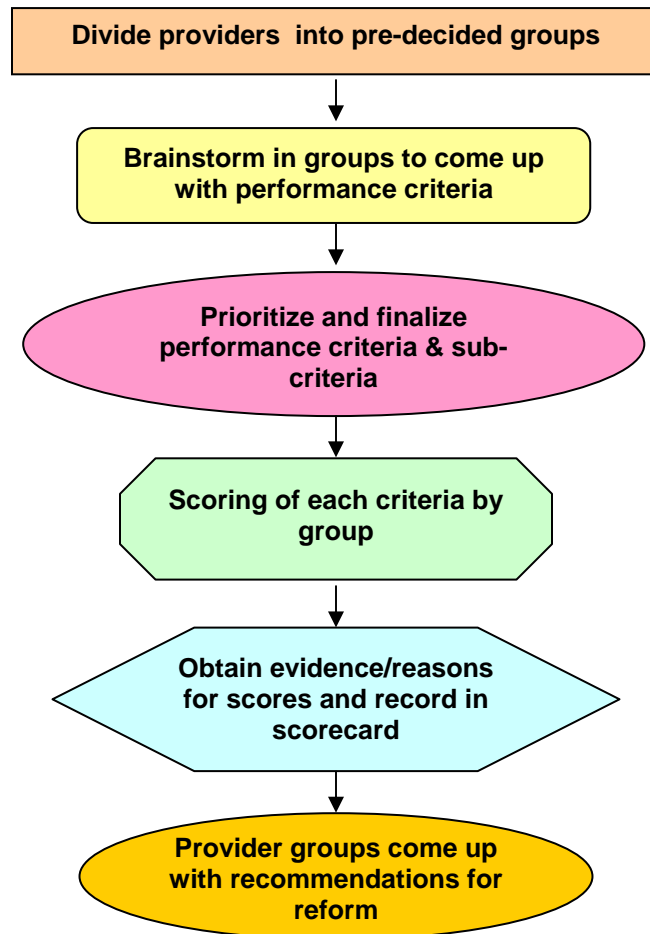 Divide providers into pre-decided groups
Brainstorm in groups to come up
with performance criteria
Prioritize and finalize
performance criteria & sub-
criteria
Scoring of each criteria by
group
Obtain evidence/reasons
for scores and record in
scorecard
Provider groups come up
with recommendations for
reform